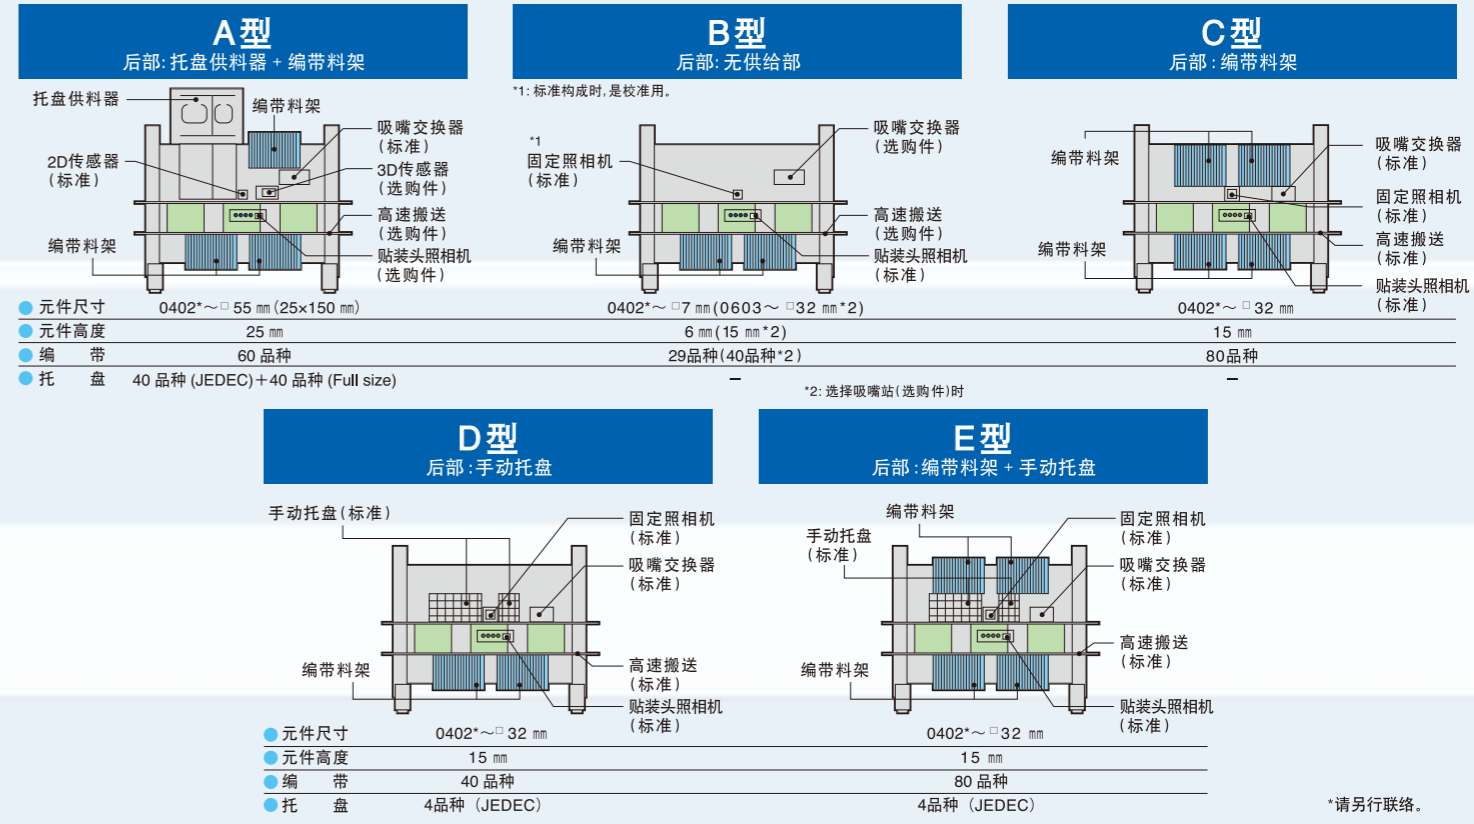 A型
后部: 托盘供料器 + 编带料架
托盘供料器
编带料架
吸嘴交换器
(标准)
2D传感器
(标准)
3D传感器
(选购件)
高速搬送
(选购件)
编带料架
贴装头照相机
(选购件)
B型
后部: 无供给部
*1: 标准构成时, 是校准用。
*1
固定照相机
(标准)
吸嘴交换器
(选购件)
高速搬送
(选购件)
编带料架
贴装头照相机
(标准)
C型
后部 : 编带料架
编带料架
吸嘴交换器
(标准)
固定照相机
(标准)
高速搬送
(标准)
编带料架
贴装头照相机
(标准)
元件尺寸 0402*～□ 55 ㎜ (25×150 ㎜) 0402*～ □7 ㎜ (0603～ □32 ㎜ *2) 0402*～ □ 32 ㎜
元件高度 25 ㎜ 6 ㎜ (15 ㎜ *2) 15 ㎜
编 带 60 品种 29品种 (40品种*2) 80品种
托 盘 40 品种 (JEDEC)＋40 品种 (Full size) – –
*2: 选择吸嘴站(选购件)时
D型
后部 : 手动托盘
手动托盘 (标准)
固定照相机
(标准)
吸嘴交换器
(标准)
编带料架
高速搬送
(标准)
贴装头照相机
(标准)
E型
后部 : 编带料架 + 手动托盘
编带料架
手动托盘
(标准)
固定照相机
(标准)
吸嘴交换器
(标准)
高速搬送
(标准)
编带料架
贴装头照相机
(标准)
元件尺寸 0402*～□ 32 ㎜ 0402*～ □ 32 ㎜
元件高度 15 ㎜ 15 ㎜
编 带 40 品种 80 品种
托 盘 4品种（JEDEC） 4品种（JEDEC）
*请另行联络。